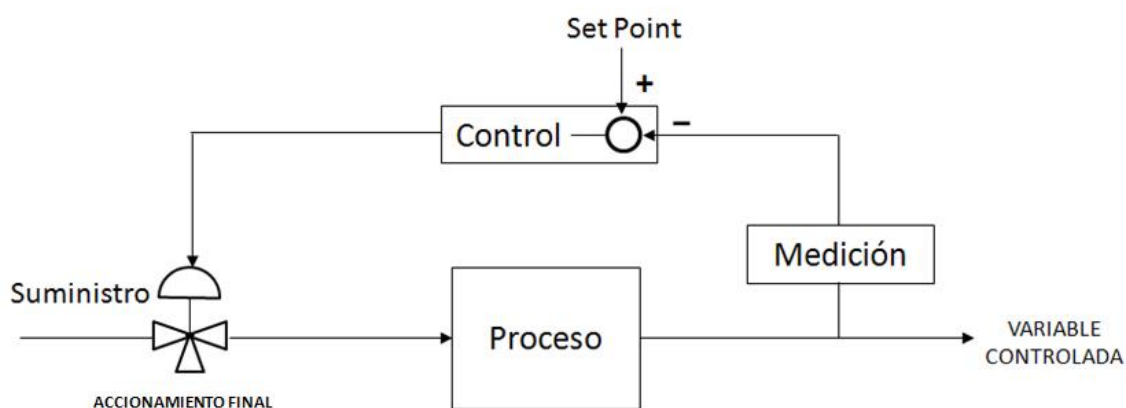 Set Point
+
Control
−
Medición
Suministro
Proceso
VARIABLE
CONTROLADA
ACCIONAMIENTO FINAL